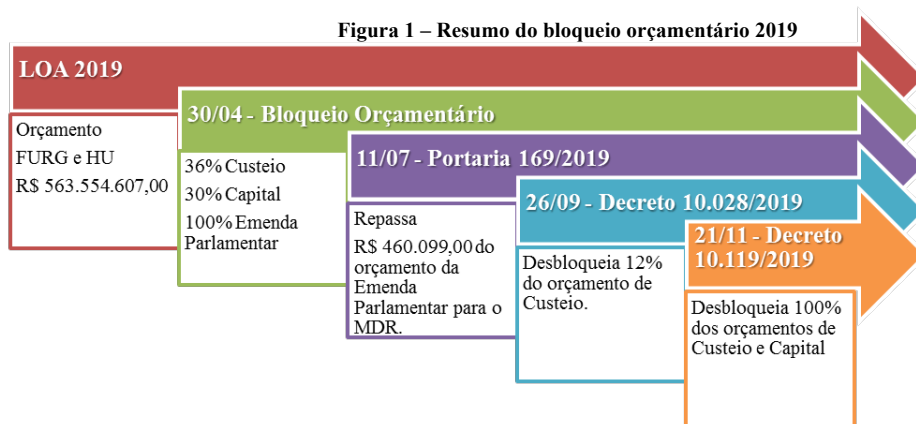 Figura 1 – Resumo do bloqueio orçamentário 2019
LOA 2019
Orçamento
FURG e HU
R$ 563.554.607,00
30/04 - Bloqueio Orçamentário
36% Custeio
30% Capital
100% Emenda
Parlamentar
11/07 - Portaria 169/2019
Repassa
R$ 460.099,00 do
orçamento da
Emenda
Parlamentar para o
MDR.
26/09 - Decreto 10.028/2019
Desbloqueia 12%
do orçamento de
Custeio.
21/11 - Decreto
10.119/2019
Desbloqueia 100%
dos orçamentos de
Custeio e Capital